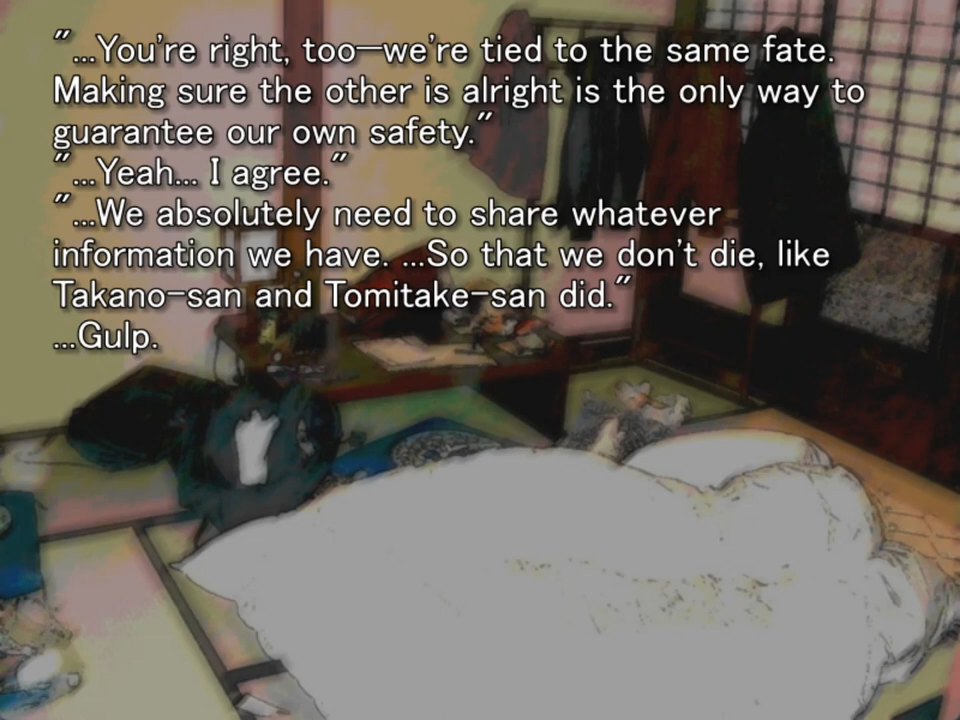 "...You're right, too—we're tied to the same fate.
Making sure the other is alright is the only way to
guarantee our own safety."
"...Yeah... I agree."
"...We absolutely need to share whatever
information we have. ...So that we don't die, like
Takano-san and Tomitake-san did."
...Gulp.